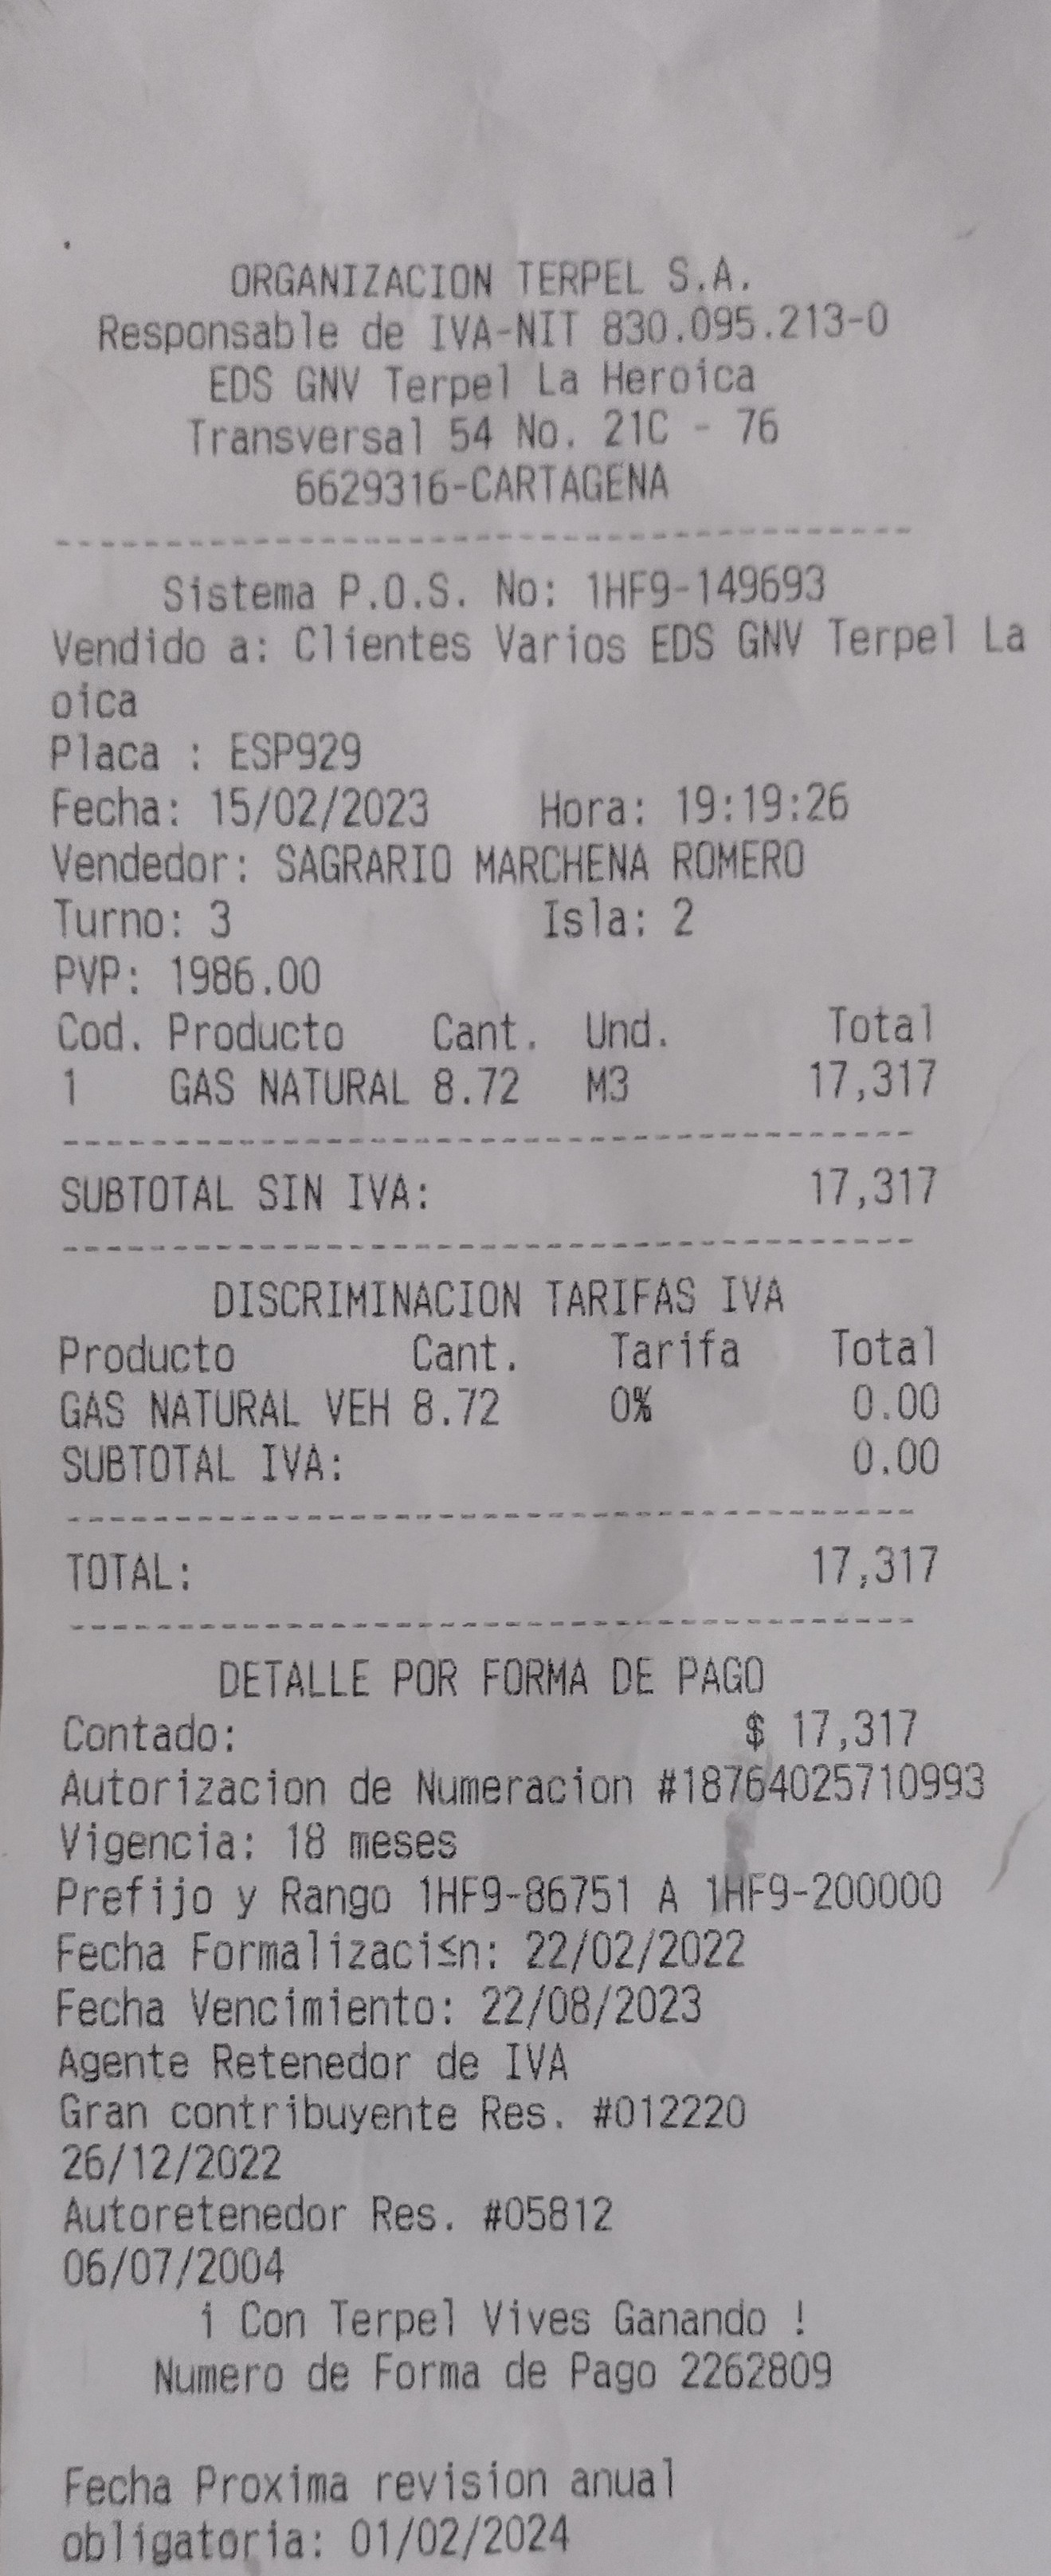 ORGANIZACION TERPEL S.A.
Responsable de IVA-NIT 830.095.213-0
EDS GNV Terpel La Heroica
Transversal 54 No. 21C - 76
6629316-CARTAGENA
Sistema P.O.S. No: 1HF9-149693
Vendido a: Clientes Varios EDS GNV Terpel La
oica
Placa : ESP929
Fecha: 15/02/2023 Hora: 19:19:26
Vendedor: SAGRARIO MARCHENA ROMERO
Turno: 3 Isla: 2
PVP: 1986.00
Cod. Producto Cant. Und. Total
1 GAS NATURAL 8.72 M3 17,317
SUBTOTAL SIN IVA: 17,317
DISCRIMINACION TARIFAS IVA
Producto Cant. Tarifa Total
GAS NATURAL VEH 8.72 0% 0.00
SUBTOTAL IVA: 0.00
TOTAL: 17,317
DETALLE POR FORMA DE PAGO
Contado: $ 17,317
Autorizacion de Numeracion #18764025710993
Vigencia: 18 meses
Prefijo y Rango 1HF9-86751 A 1HF9-200000
Fecha Formalizaci≤n: 22/02/2022
Fecha Vencimiento: 22/08/2023
Agente Retenedor de IVA
Gran contribuyente Res. #012220
26/12/2022
Autoretenedor Res. #05812
06/07/2004
¡ Con Terpel Vives Ganando !
Numero de Forma de Pago 2262809
Fecha Proxima revision anual
obligatoria: 01/02/2024